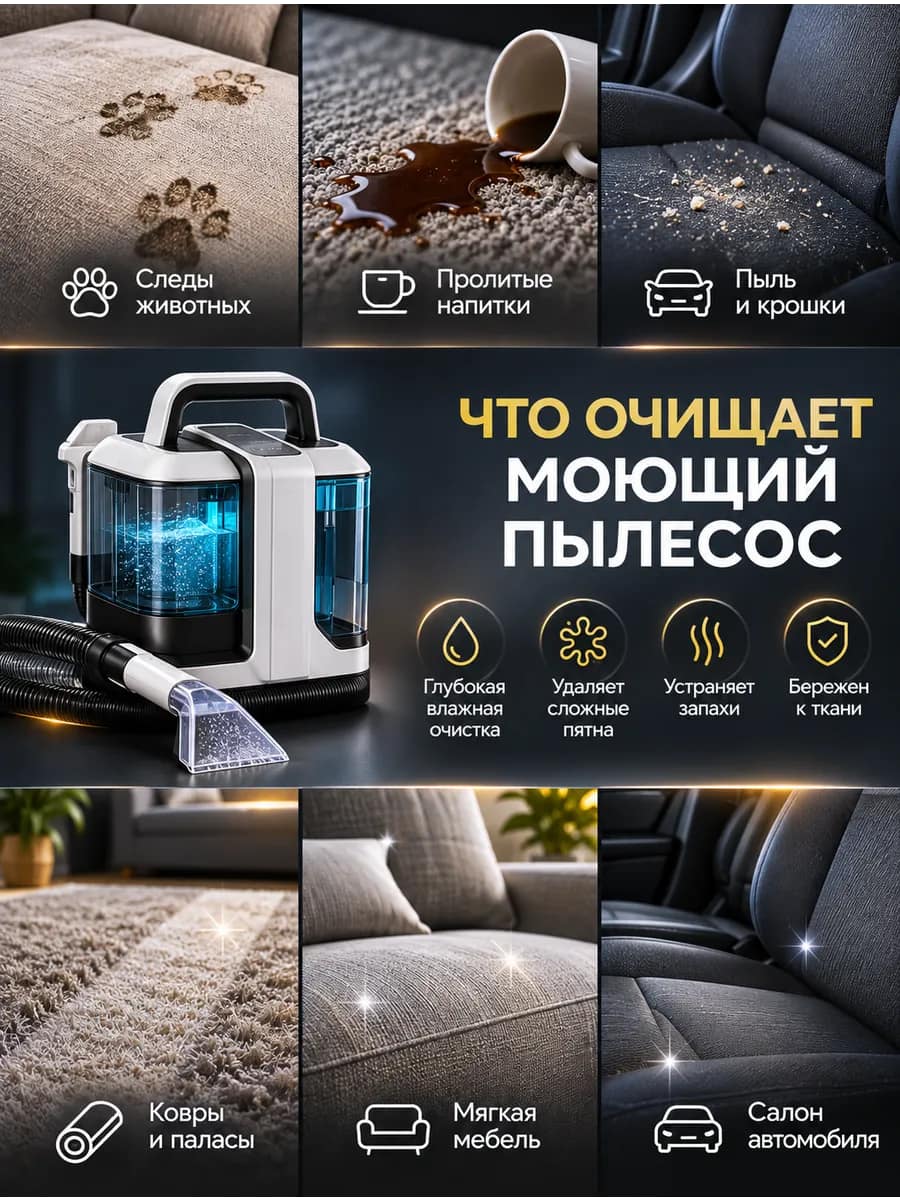 Следы
животных
Пролитые
напитки
Пыль
и крошки
ЧТО ОЧИЩАЕТ
МОЮЩИЙ
ПЫЛЕСОС
Глубокая
влажная
очистка
Удаляет
сложные
пятна
Устраняет
запахи
Бережен
к ткани
Ковры
и паласы
Мягкая
мебель
Салон
автомобиля